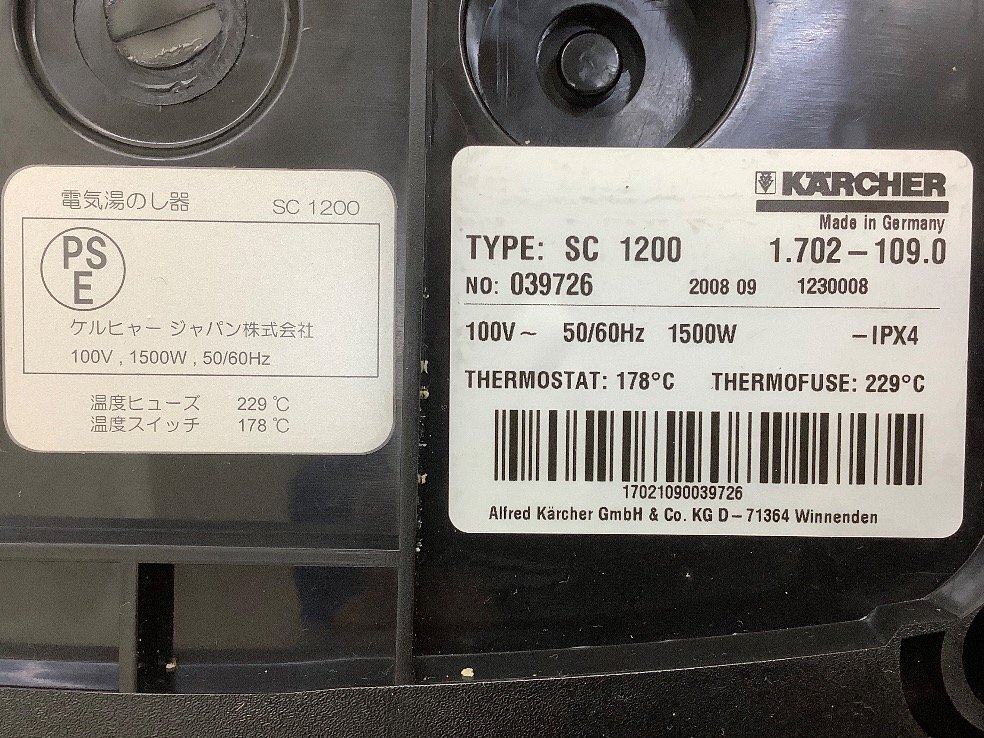 電気湯のし器 SC 1200
PS
E
ケルヒャー ジャパン株式会社
100V , 1500W , 50/60Hz
温度ヒューズ 229 ℃
温度スイッチ 178 ℃
KÄRCHER
Made in Germany
TYPE: SC 1200 1.702-109.0
NO: 039726 2008 09 1230008
100V~ 50/60Hz 1500W -IPX4
THERMOSTAT: 178°C THERMOFUSE: 229°C
17021090039726
Alfred Kärcher GmbH & Co. KG D-71364 Winnenden